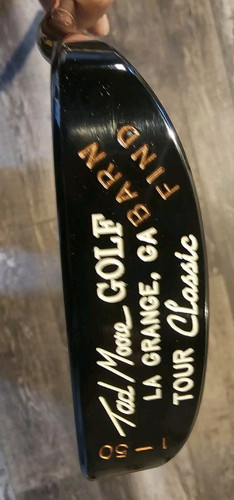 BARN
FIND
Tad Moore GOLF
LA GRANGE, GA
TOUR Classic
1-50